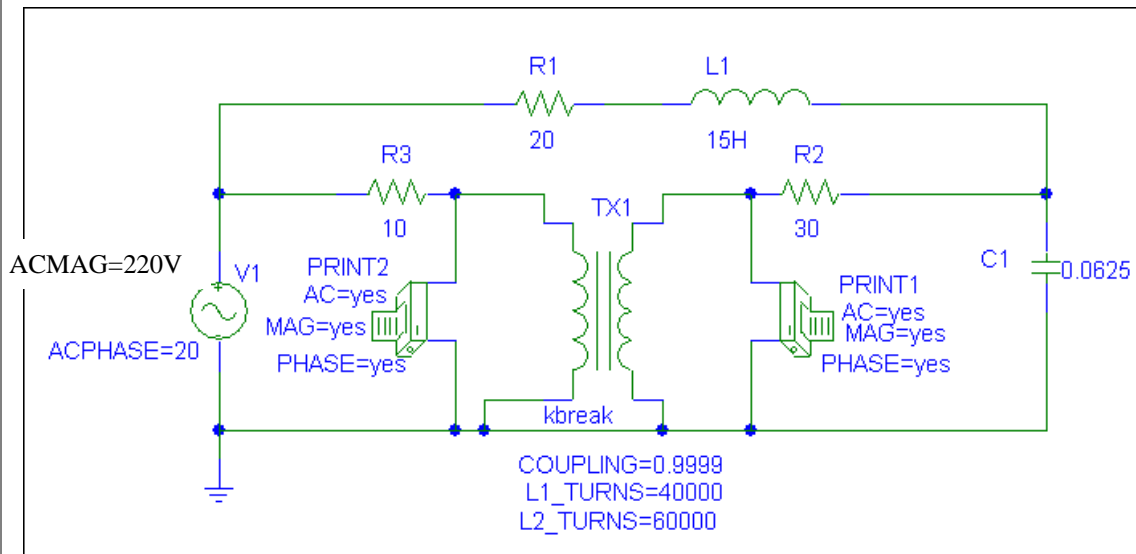 R1
L1
20
15H
R3
R2
10
TX1
30
ACMAG=220V
V1
C1
0.0625
PRINT2
AC=yes
MAG=yes
PHASE=yes
PRINT1
AC=yes
MAG=yes
PHASE=yes
ACPHASE=20
kbreak
COUPLING=0.9999
L1_TURNS=40000
L2_TURNS=60000